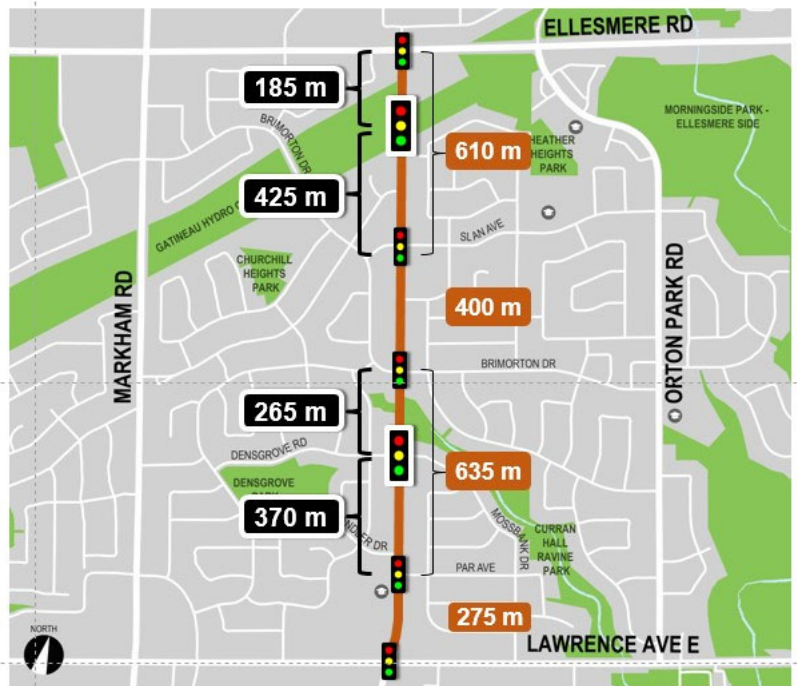 ELLESMERE RD
185 m
MORNINGSIDE PARK -
ELLESMERE SIDE
BRIMORTON DR
610 m
HEATHER
HEIGHTS
PARK
425 m
GATINEAU HYDRO
SLAN AVE
CHURCHILL
HEIGHTS
PARK
MARKHAM RD
ORTON PARK RD
400 m
BRIMORTON DR
265 m
DENSGROVE RD
635 m
DENSGROVE
370 m
MOSSBANK DR
CURRAN
HALL
RAVINE
PARK
DR
PAR AVE
275 m
NORTH
LAWRENCE AVE E